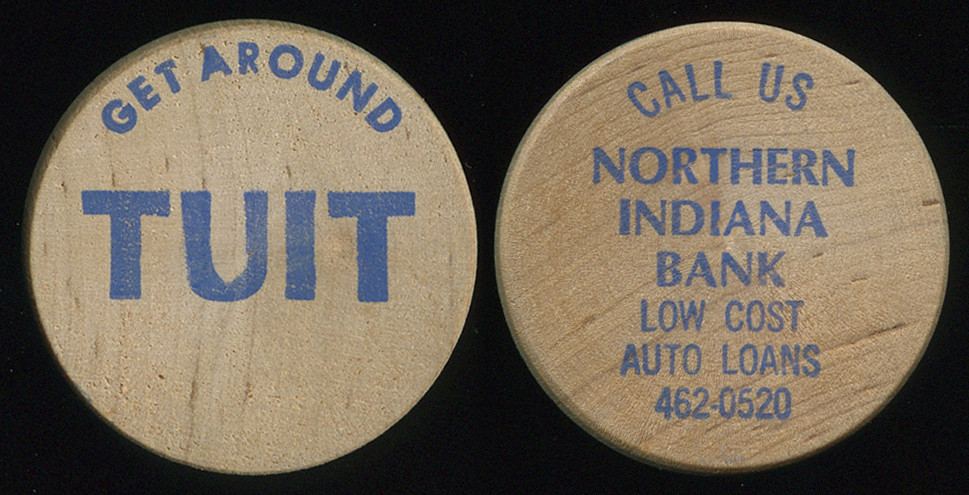 GET AROUND
TUIT
CALL US
NORTHERN
INDIANA
BANK
LOW COST
AUTO LOANS
462-0520